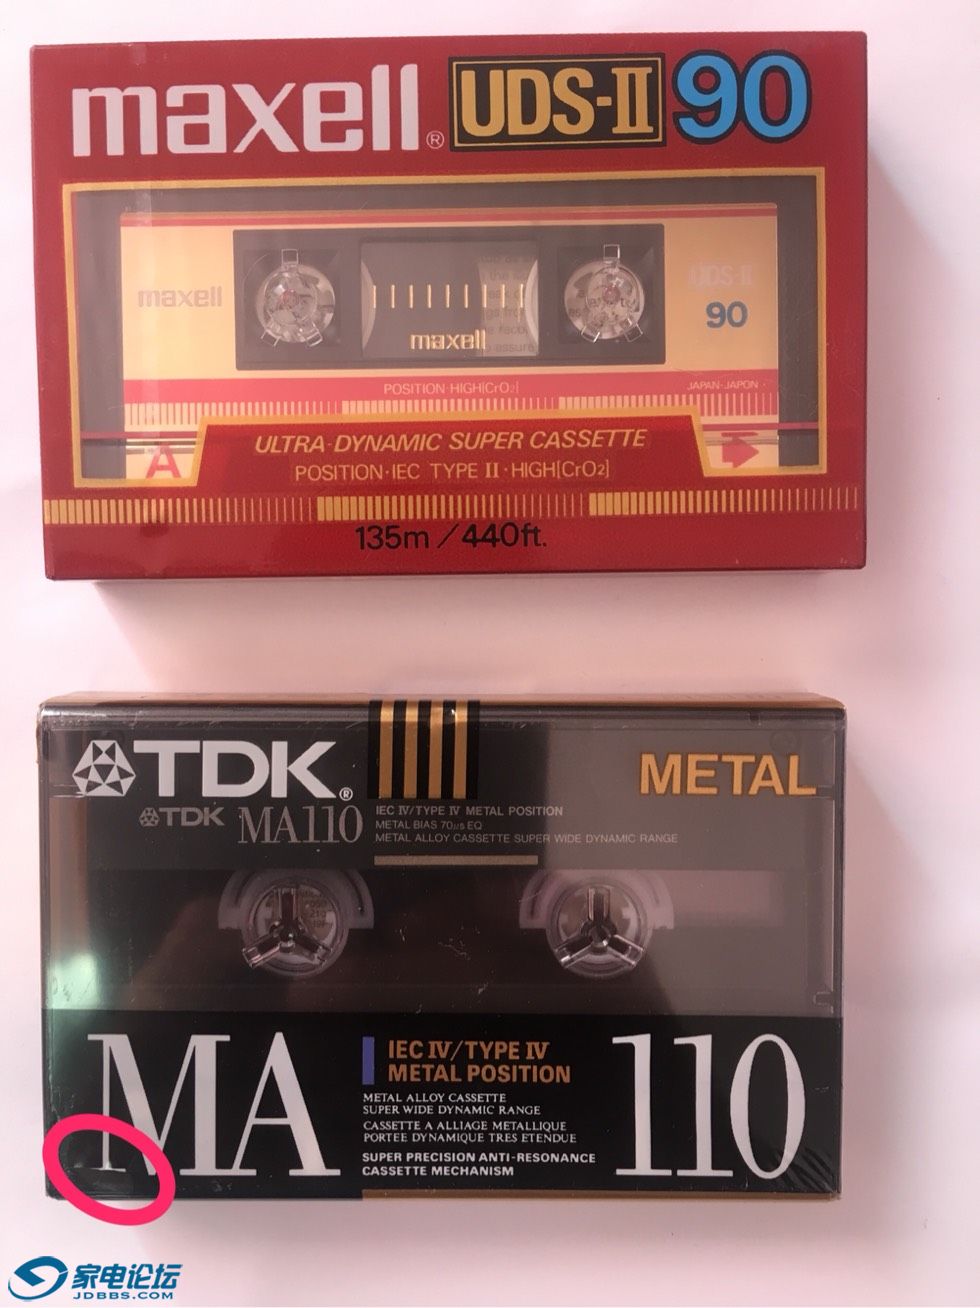 maxell® UDS-II 90
maxell
UDS-II
90
maxell
POSITION·HIGH[CrO2]
JAPAN·JAPON
A
ULTRA-DYNAMIC SUPER CASSETTE
POSITION·IEC TYPE II·HIGH[CrO2]
135m/440ft.
TDK®
METAL
TDK MA110
IEC IV/TYPE IV METAL POSITION
METAL BIAS 70μs EQ
METAL ALLOY CASSETTE SUPER WIDE DYNAMIC RANGE
MA
IEC IV/TYPE IV
METAL POSITION
METAL ALLOY CASSETTE
SUPER WIDE DYNAMIC RANGE
CASSETTE A ALLIAGE METALLIQUE
PORTEE DYNAMIQUE TRES ETENDUE
SUPER PRECISION ANTI-RESONANCE
CASSETTE MECHANISM
110
家电论坛
JDBBS.COM